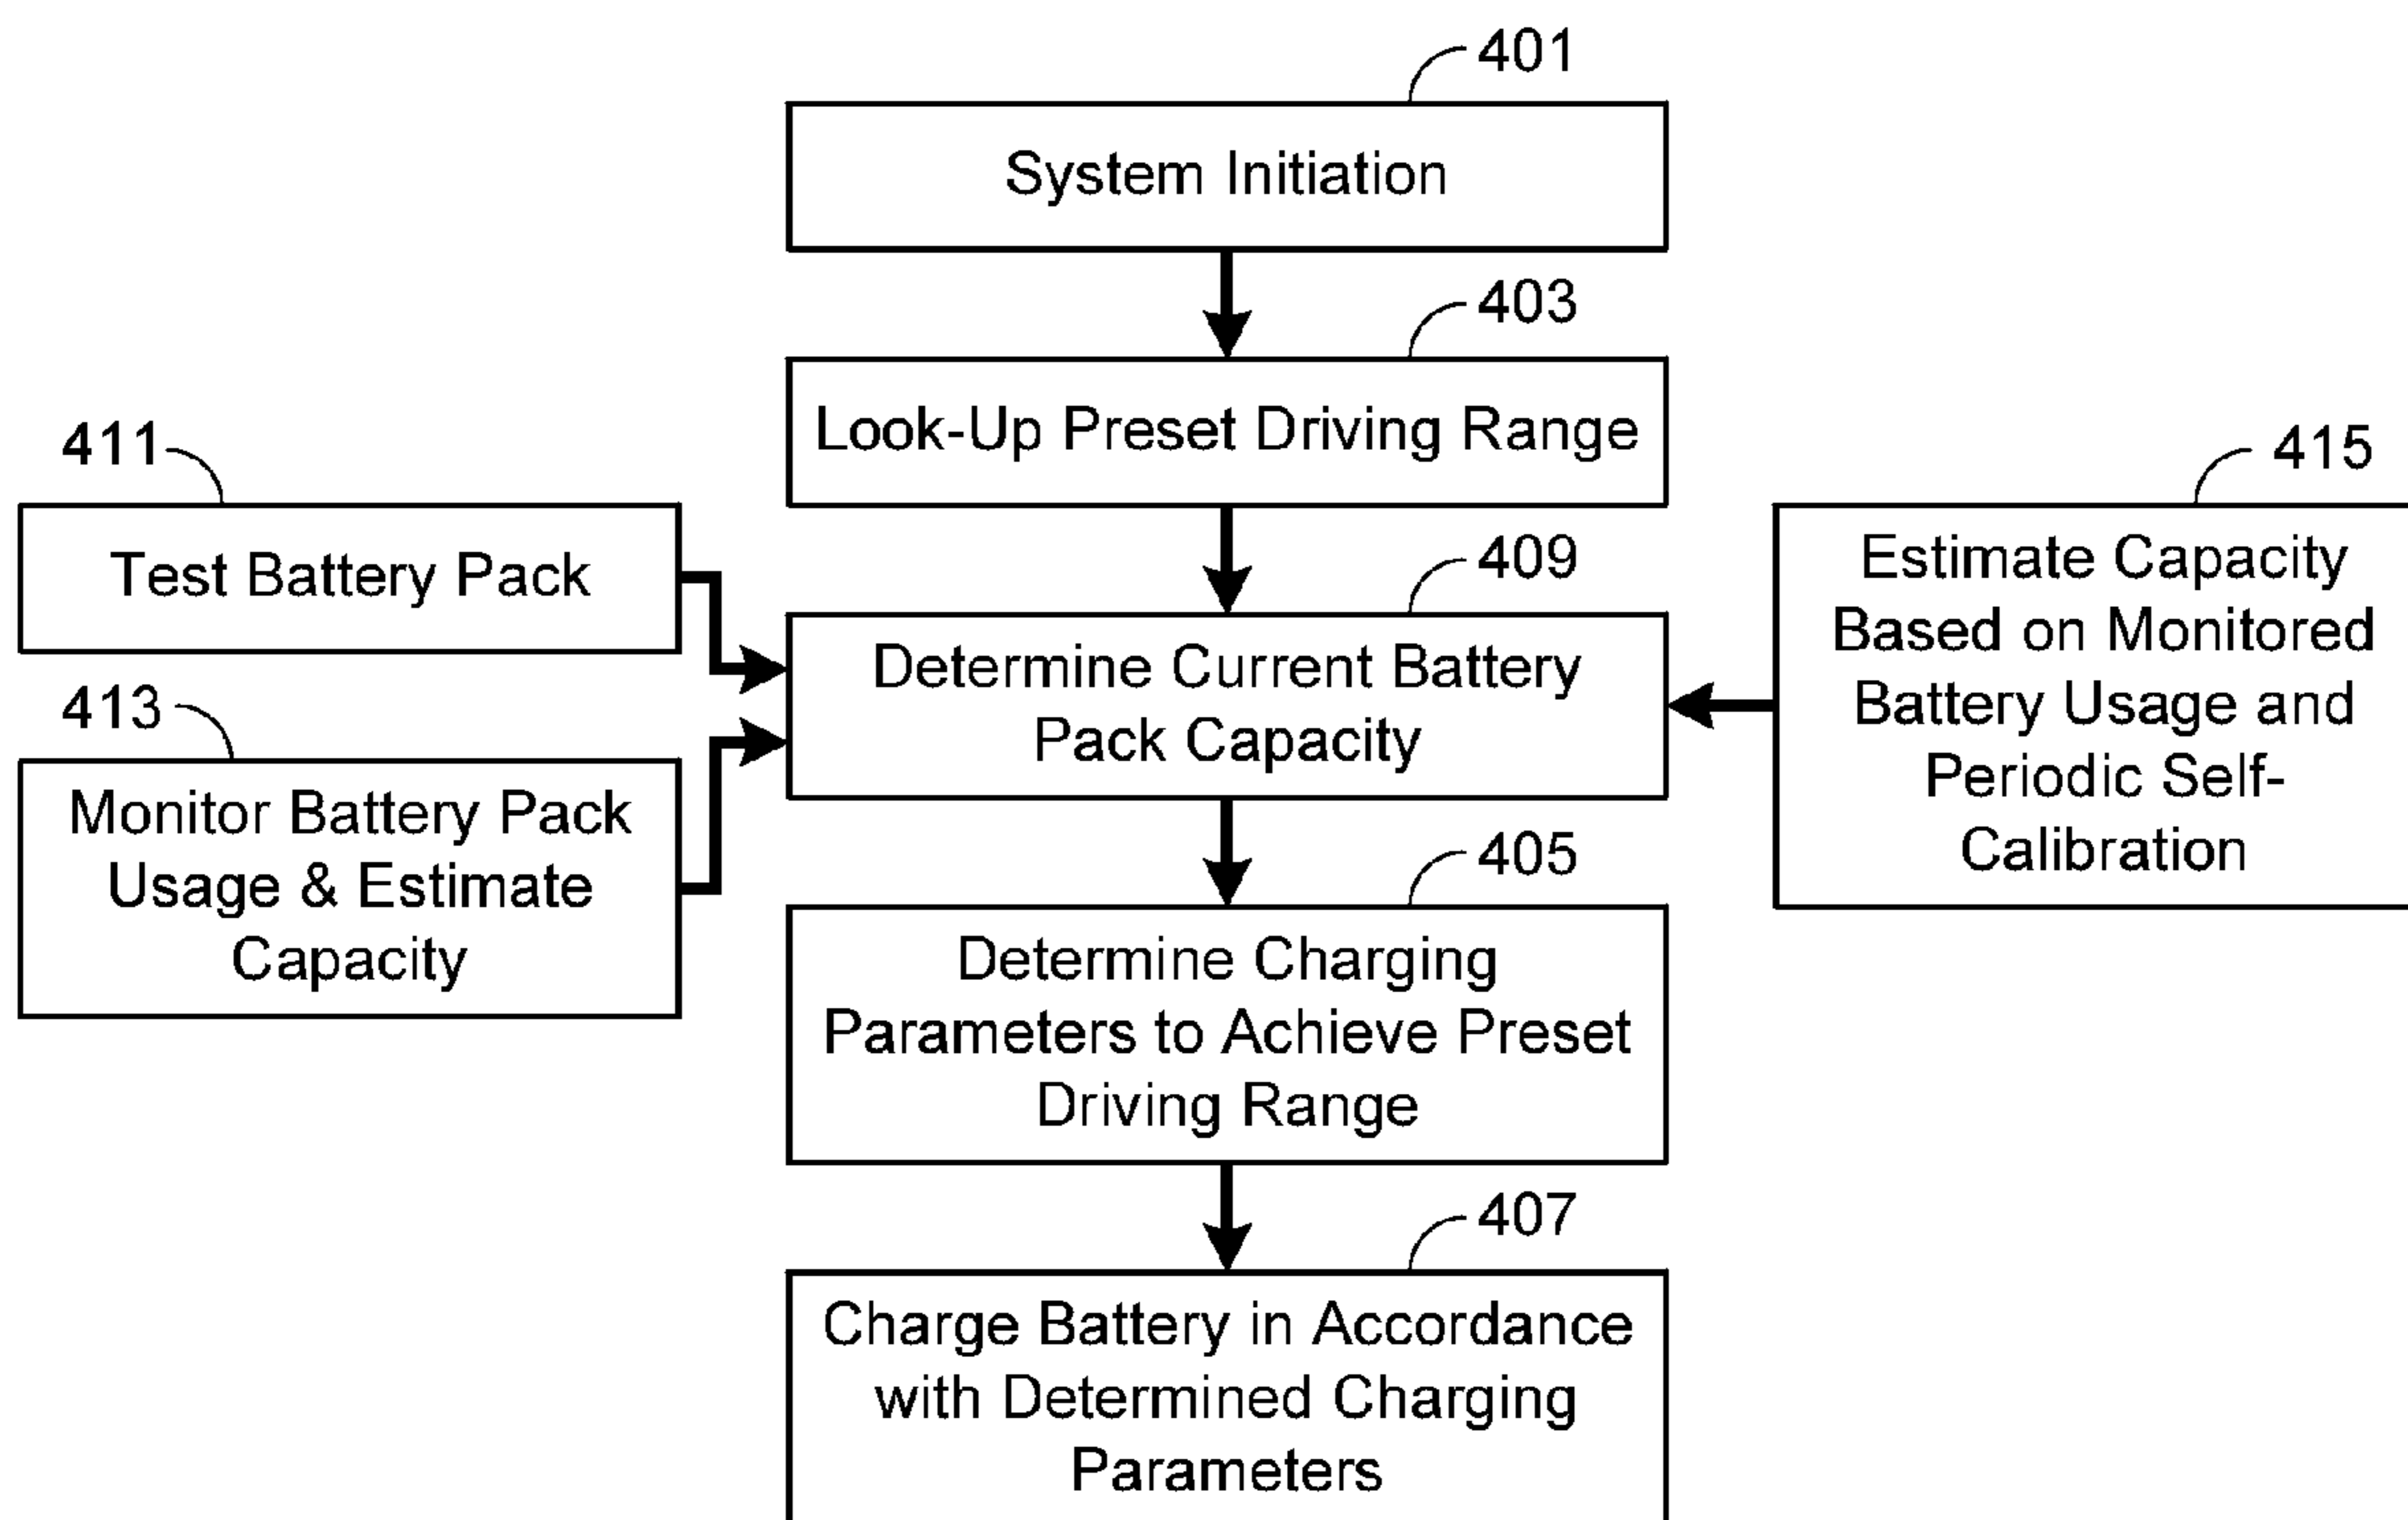 401
System Initiation
403
Look-Up Preset Driving Range
411
Test Battery Pack
409
Determine Current Battery
Pack Capacity
413
Monitor Battery Pack
Usage & Estimate
Capacity
415
Estimate Capacity
Based on Monitored
Battery Usage and
Periodic Self-
Calibration
405
Determine Charging
Parameters to Achieve Preset
Driving Range
407
Charge Battery in Accordance
with Determined Charging
Parameters